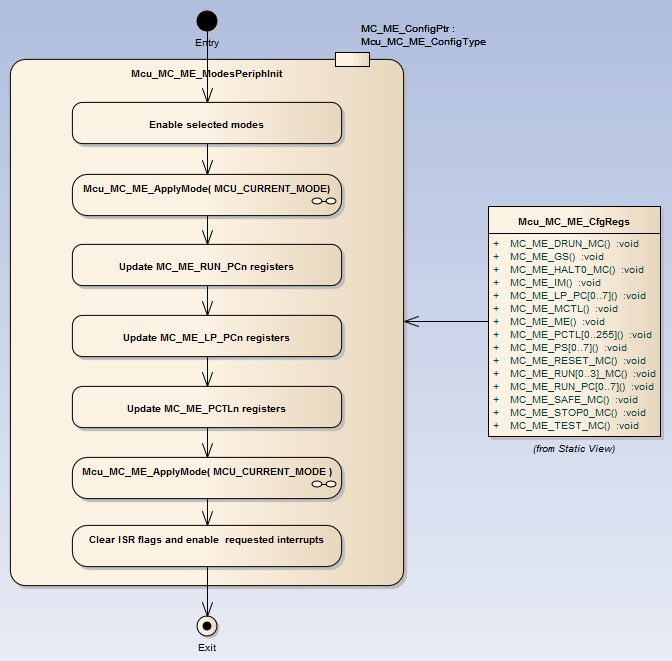 MC_ME_ConfigPtr :
Mcu_MC_ME_ConfigType
Entry
Mcu_MC_ME_ModesPeriphInit
Enable selected modes
Mcu_MC_ME_ApplyMode( MCU_CURRENT_MODE)
Update MC_ME_RUN_PCn registers
Update MC_ME_LP_PCn registers
Update MC_ME_PCTLn registers
Mcu_MC_ME_ApplyMode( MCU_CURRENT_MODE )
Clear ISR flags and enable  requested interrupts
Exit
Mcu_MC_ME_CfgRegs
+ MC_ME_DRUN_MC() :void
+ MC_ME_GS() :void
+ MC_ME_HALT0_MC() :void
+ MC_ME_IM() :void
+ MC_ME_LP_PC[0..7]() :void
+ MC_ME_MCTL() :void
+ MC_ME_ME() :void
+ MC_ME_PCTL[0..255]() :void
+ MC_ME_PS[0..7]() :void
+ MC_ME_RESET_MC() :void
+ MC_ME_RUN[0..3]_MC() :void
+ MC_ME_RUN_PC[0..7]() :void
+ MC_ME_SAFE_MC() :void
+ MC_ME_STOP0_MC() :void
+ MC_ME_TEST_MC() :void
(from Static View)